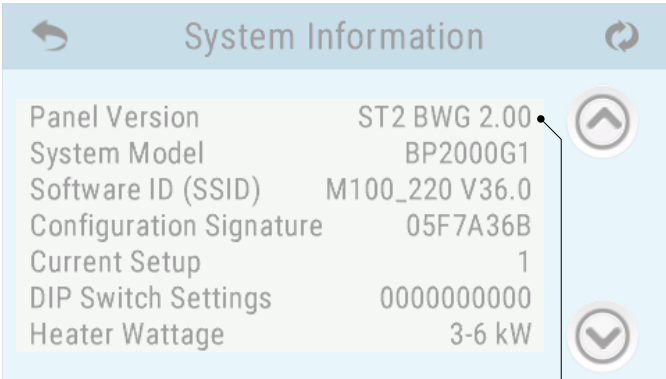 System Information
Panel Version ST2 BWG 2.00
System Model BP2000G1
Software ID (SSID) M100_220 V36.0
Configuration Signature 05F7A36B
Current Setup 1
DIP Switch Settings 0000000000
Heater Wattage 3-6 kW